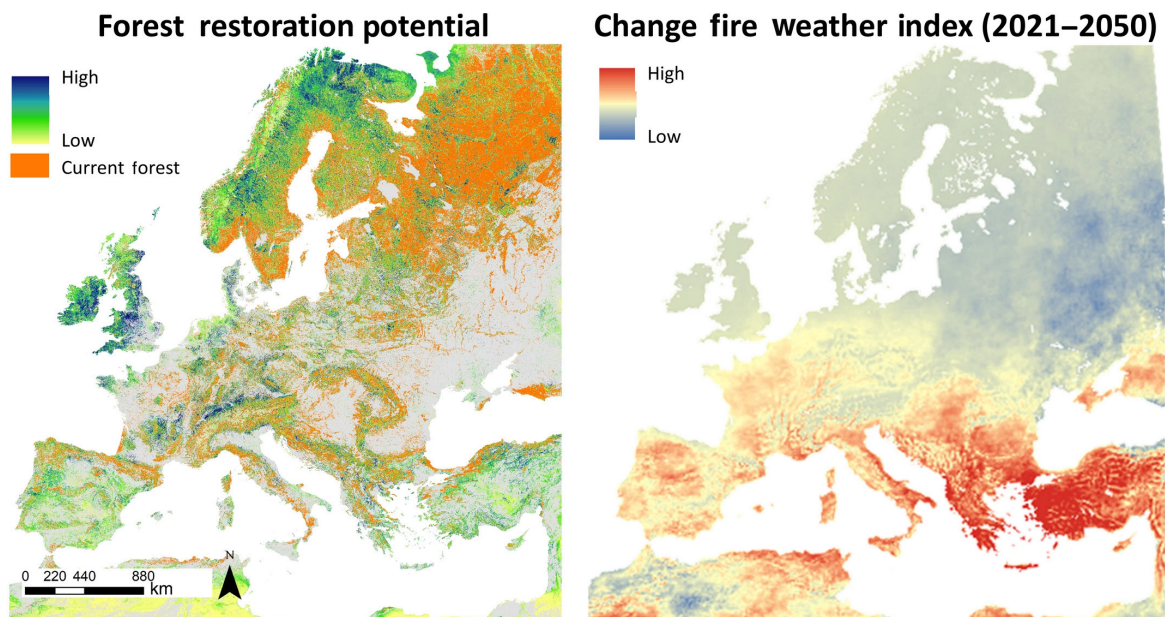 Forest restoration potential
High
Low
Current forest
N
0 220 440 880
km
Change fire weather index (2021–2050)
High
Low